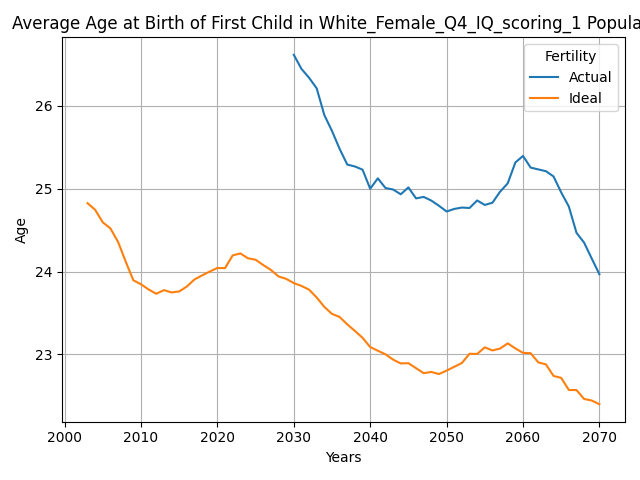 Average Age at Birth of First Child in White_Female_Q4_IQ_scoring_1 Popula
Fertility
Actual
Ideal
26
25
24
23
Age
2000 2010 2020 2030 2040 2050 2060 2070
Years